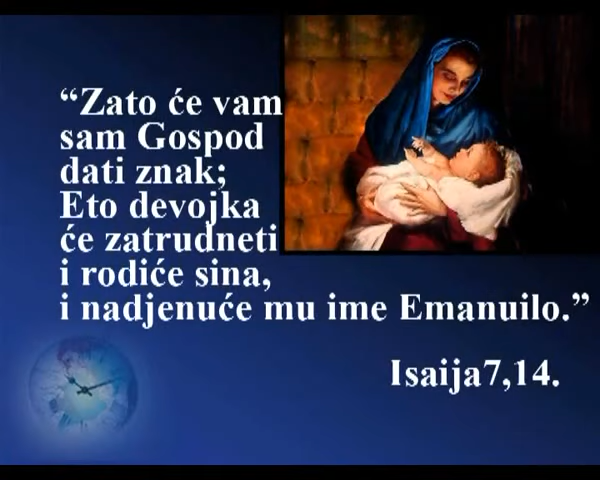 “Zato će vam
sam Gospod
dati znak;
Eto devojka
će zatrudneti
i rodiće sina,
i nadjenuće mu ime Emanuilo.”
Isaija7,14.